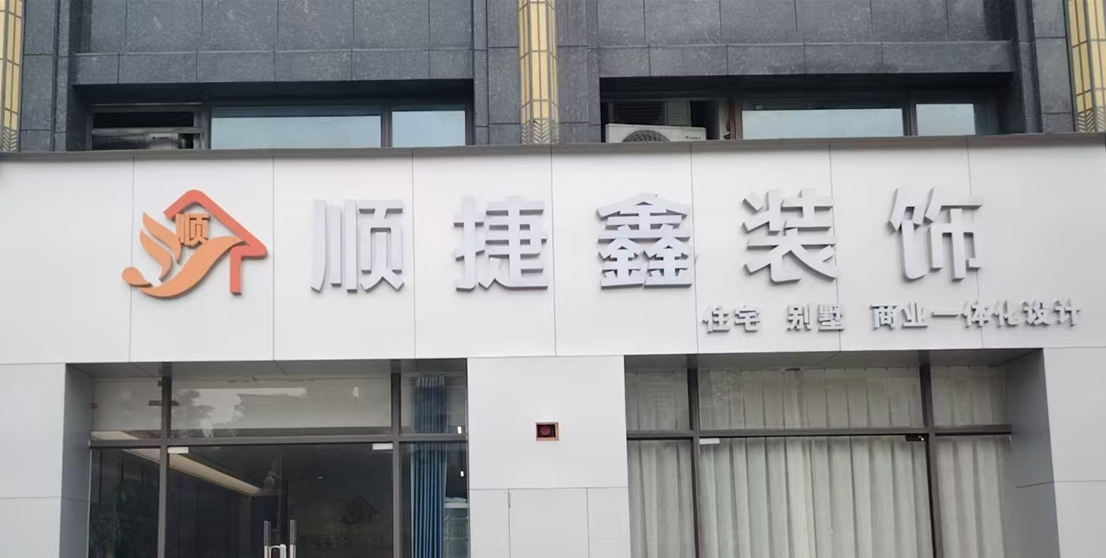 顺
顺捷鑫装饰
住宅 别墅 商业一体化设计